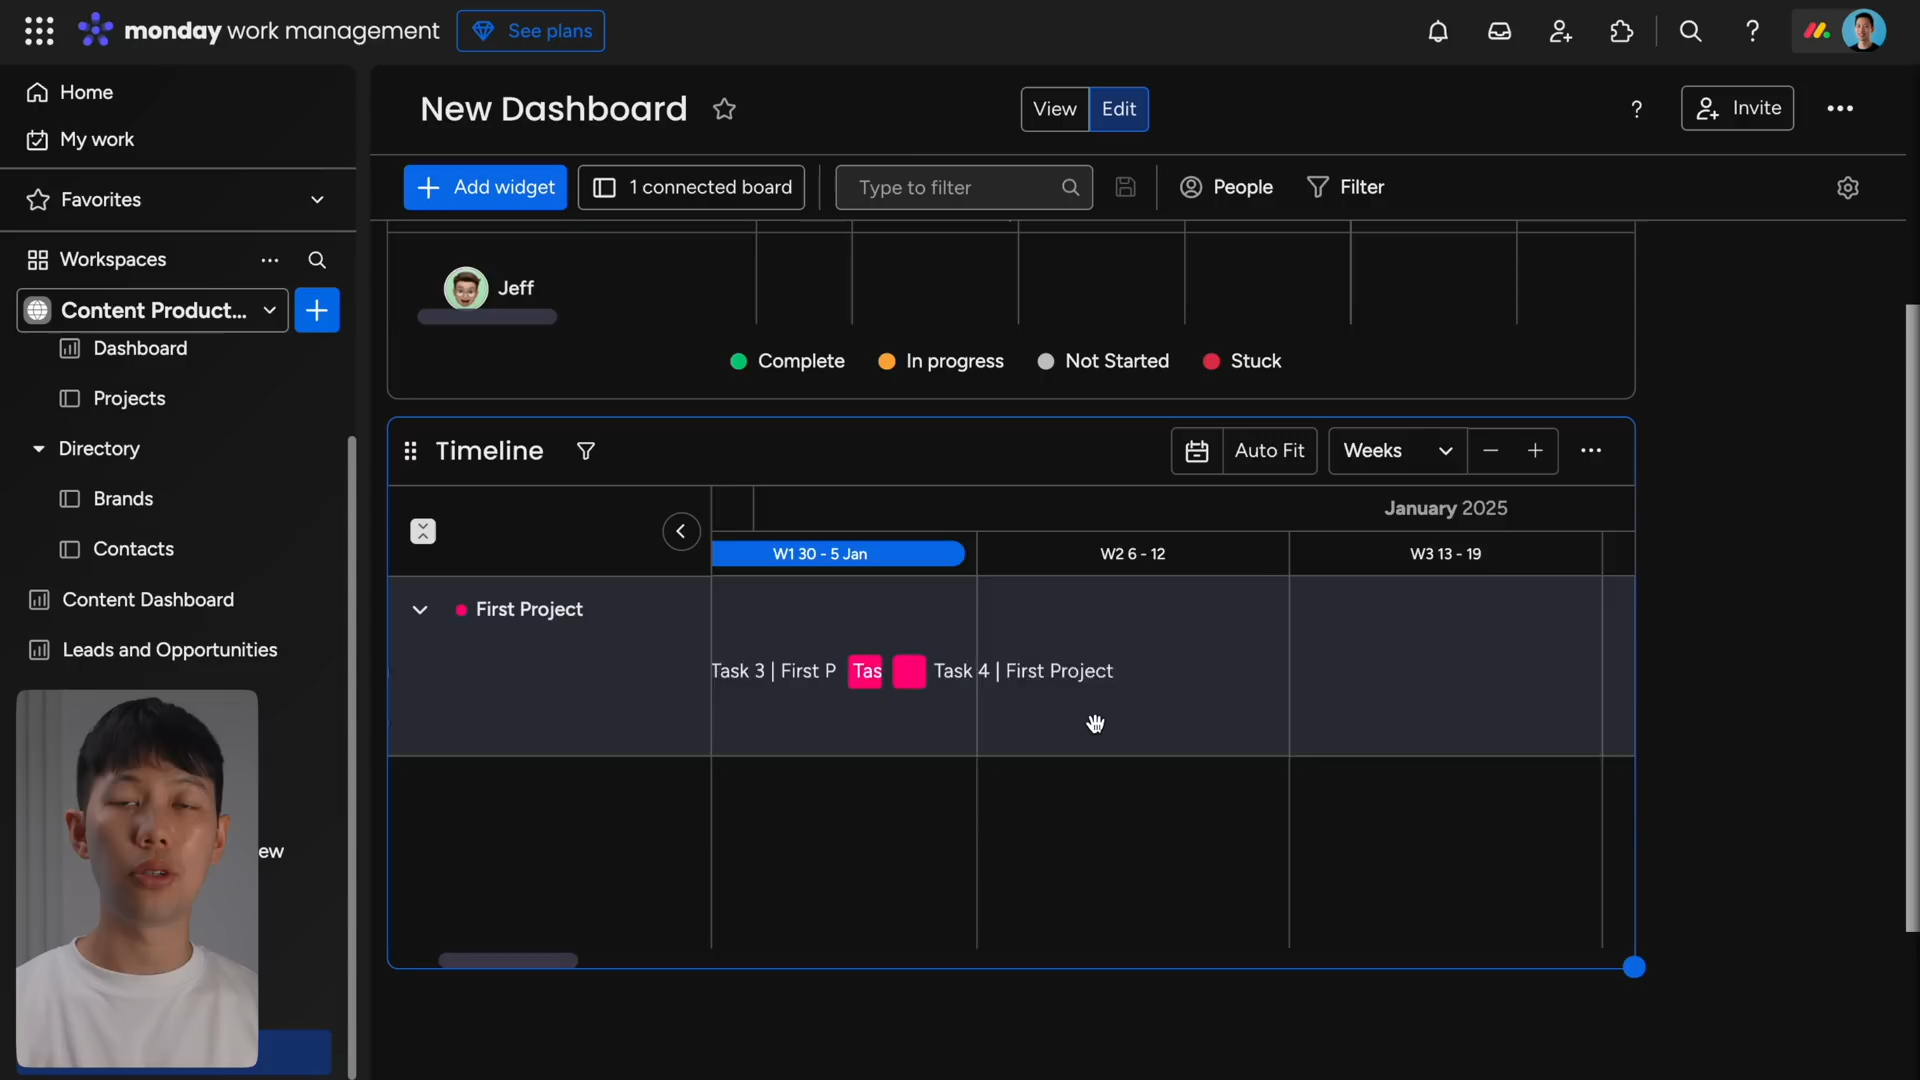 monday work management
See plans
Home
My work
Favorites
Workspaces
Content Product...
Dashboard
Projects
Directory
Brands
Contacts
Content Dashboard
Leads and Opportunities
ew
New Dashboard
View
Edit
?
Invite
Add widget
1 connected board
Type to filter
People
Filter
Jeff
Complete
In progress
Not Started
Stuck
Timeline
Auto Fit
Weeks
January 2025
W1 30 - 5 Jan
W2 6 - 12
W3 13 - 19
First Project
Task 3 | First P
Tas
Task 4 | First Project